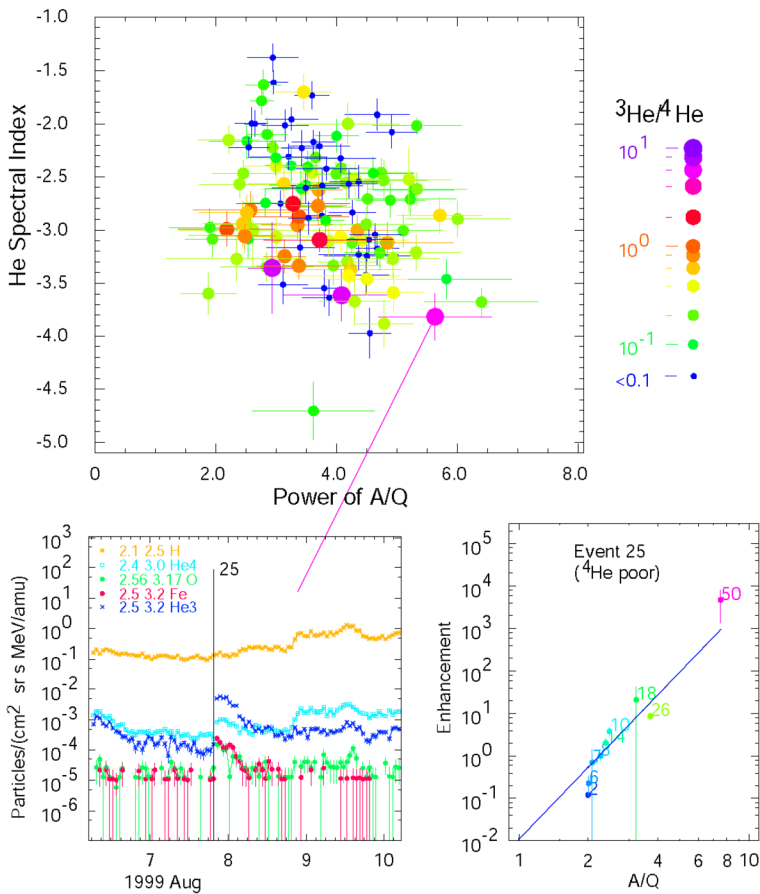 -1.0
-1.5
-2.0
-2.5
-3.0
-3.5
-4.0
-4.5
-5.0
He Spectral Index
0 2.0 4.0 6.0 8.0
Power of A/Q
³He/⁴He
10¹
10⁰
10⁻¹
<0.1
10³
10²
10¹
10⁰
10⁻¹
10⁻²
10⁻³
10⁻⁴
10⁻⁵
10⁻⁶
Particles/(cm² sr s MeV/amu)
2.1 2.5 H
2.4 3.0 He4
2.56 3.17 O
2.5 3.2 Fe
2.5 3.2 He3
25
7 8 9 10
1999 Aug
10⁵
10⁴
10³
10²
10¹
10⁰
10⁻¹
10⁻²
Enhancement
Event 25
(⁴He poor)
50
18
26
10
6
2
1 2 4 6 8 10
A/Q